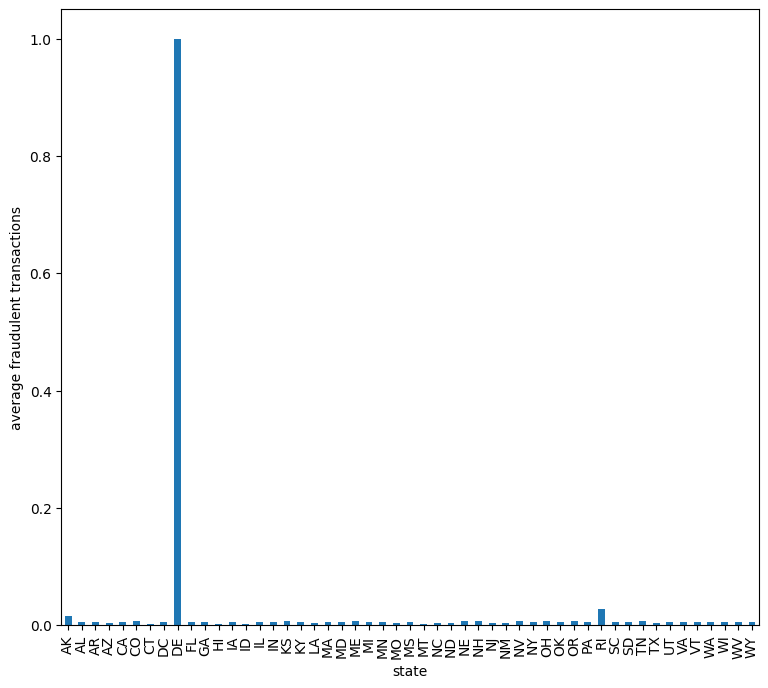 average fraudulent transactions
1.0
0.8
0.6
0.4
0.2
0.0
AK AL AR AZ CA CO CT DC DE FL GA HI IA ID IL IN KS KY LA MA MD ME MI MN MO MS MT NC ND NE NH NJ NM NV NY OH OK OR PA RI SC SD TN TX UT VA VT WA WI WV WY
state